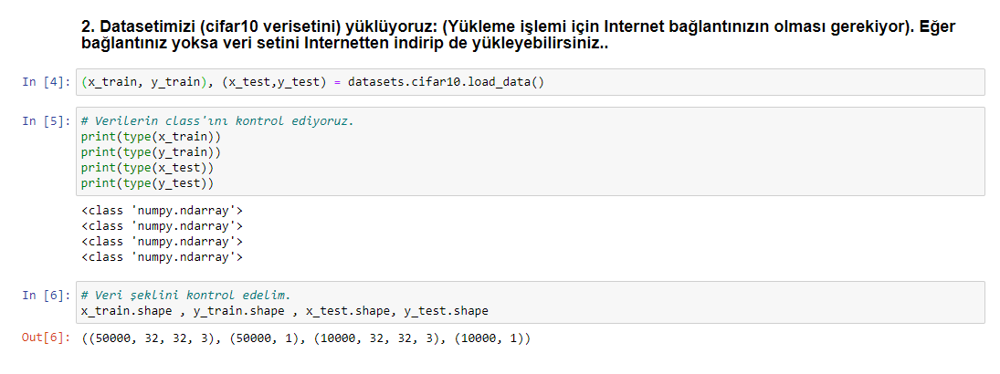 2. Datasetimizi (cifar10 verisetini) yüklüyoruz: (Yükleme işlemi için Internet bağlantınızın olması gerekiyor). Eğer
bağlantınız yoksa veri setini Internetten indirip de yükleyebilirsiniz..
In [4]: (x_train, y_train), (x_test,y_test) = datasets.cifar10.load_data()
In [5]: # Verilerin class'ını kontrol ediyoruz.
print(type(x_train))
print(type(y_train))
print(type(x_test))
print(type(y_test))
<class 'numpy.ndarray'>
<class 'numpy.ndarray'>
<class 'numpy.ndarray'>
<class 'numpy.ndarray'>
In [6]: # Veri şeklini kontrol edelim.
x_train.shape , y_train.shape , x_test.shape, y_test.shape
Out[6]: ((50000, 32, 32, 3), (50000, 1), (10000, 32, 32, 3), (10000, 1))